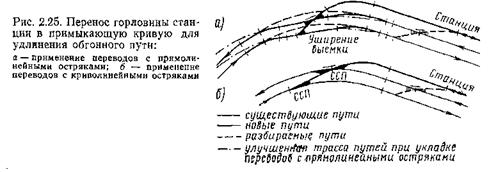 Рис. 2.25. Перенос горловины стан-
ции в примыкающую кривую для
удлинения обгонного пути:
а — применение переводов с прямоли-
нейными остряками; б — применение
переводов с криволинейными остряками
а)
Станция
Уширение
выемки
б)
ССП
Станция
ССП
существующие пути
новые пути
разбираемые пути
улучшенная трасса путей при укладке
переводов с прямолинейными остряками